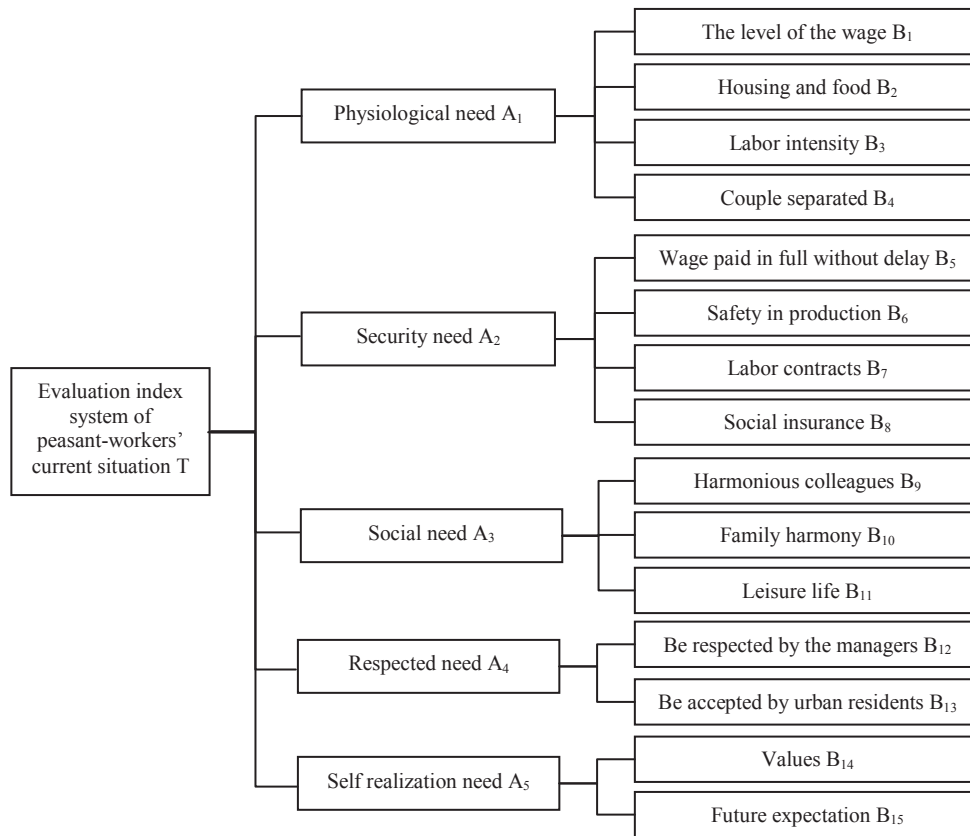 The level of the wage B₁
Housing and food B₂
Physiological need A₁
Labor intensity B₃
Couple separated B₄
Wage paid in full without delay B₅
Safety in production B₆
Security need A₂
Labor contracts B₇
Social insurance B₈
Evaluation index
system of
peasant-workers’
current situation T
Harmonious colleagues B₉
Social need A₃
Family harmony B₁₀
Leisure life B₁₁
Be respected by the managers B₁₂
Respected need A₄
Be accepted by urban residents B₁₃
Values B₁₄
Self realization need A₅
Future expectation B₁₅